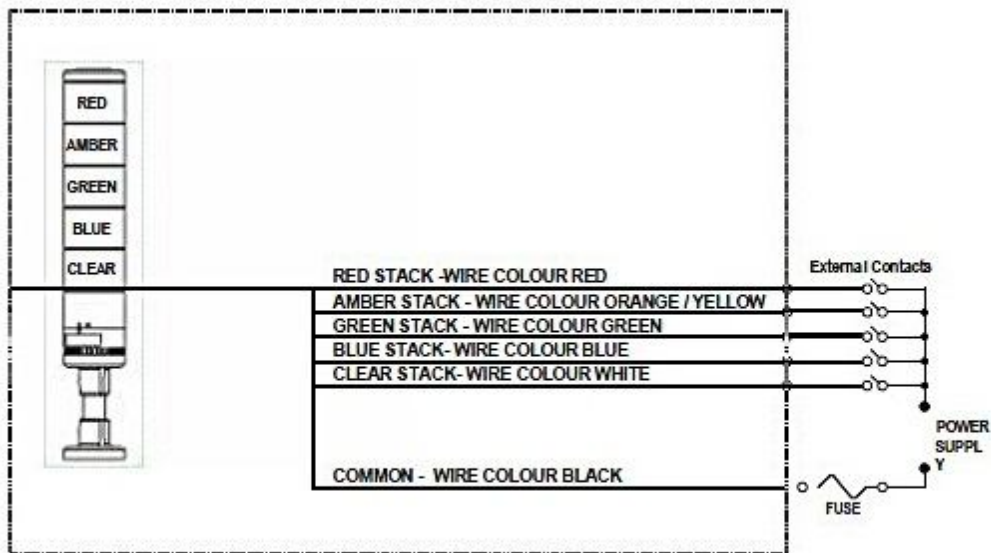 RED
AMBER
GREEN
BLUE
CLEAR
RED STACK -WIRE COLOUR RED
AMBER STACK - WIRE COLOUR ORANGE / YELLOW
GREEN STACK - WIRE COLOUR GREEN
BLUE STACK- WIRE COLOUR BLUE
CLEAR STACK- WIRE COLOUR WHITE
COMMON - WIRE COLOUR BLACK
External Contacts
POWER
SUPPL
Y
FUSE